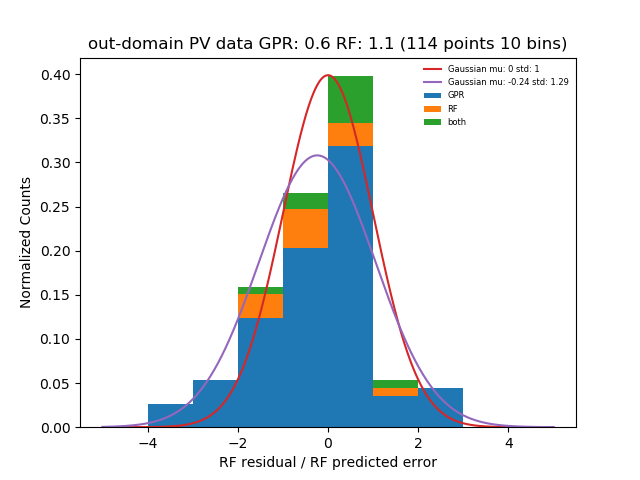 out-domain PV data GPR: 0.6 RF: 1.1 (114 points 10 bins)
Gaussian mu: 0 std: 1
Gaussian mu: -0.24 std: 1.29
GPR
RF
both
Normalized Counts
0.40
0.35
0.30
0.25
0.20
0.15
0.10
0.05
0.00
−4 −2 0 2 4
RF residual / RF predicted error